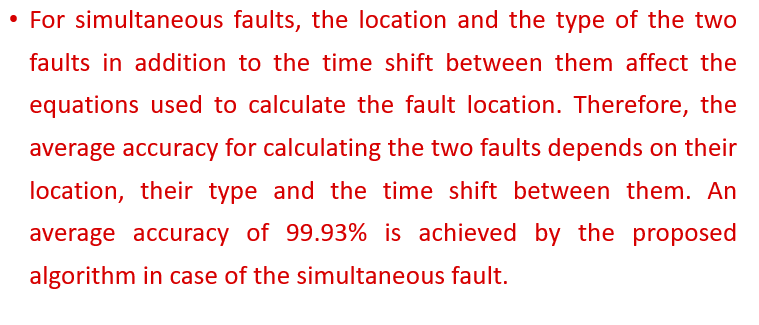 • For simultaneous faults, the location and the type of the two
faults in addition to the time shift between them affect the
equations used to calculate the fault location. Therefore, the
average accuracy for calculating the two faults depends on their
location, their type and the time shift between them. An
average accuracy of 99.93% is achieved by the proposed
algorithm in case of the simultaneous fault.